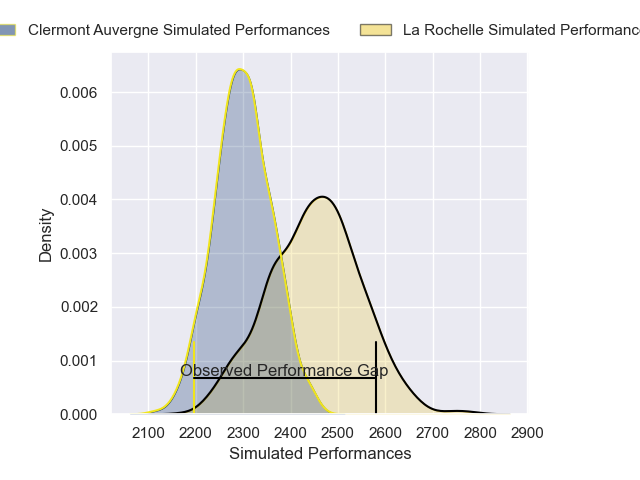 Clermont Auvergne Simulated Performances
La Rochelle Simulated
0.006
0.005
0.004
0.003
0.002
0.001
0.000
Density
Observed Performance Gap
2100 2200 2300 2400 2500 2600 2700 2800 2900
Simulated Performances